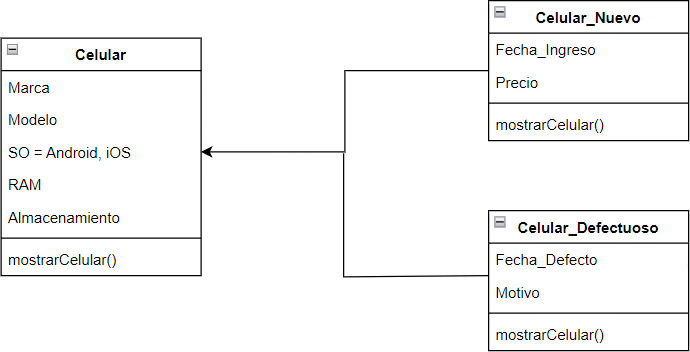 Celular
Marca
Modelo
SO = Android, iOS
RAM
Almacenamiento
mostrarCelular()
Celular_Nuevo
Fecha_Ingreso
Precio
mostrarCelular()
Celular_Defectuoso
Fecha_Defecto
Motivo
mostrarCelular()